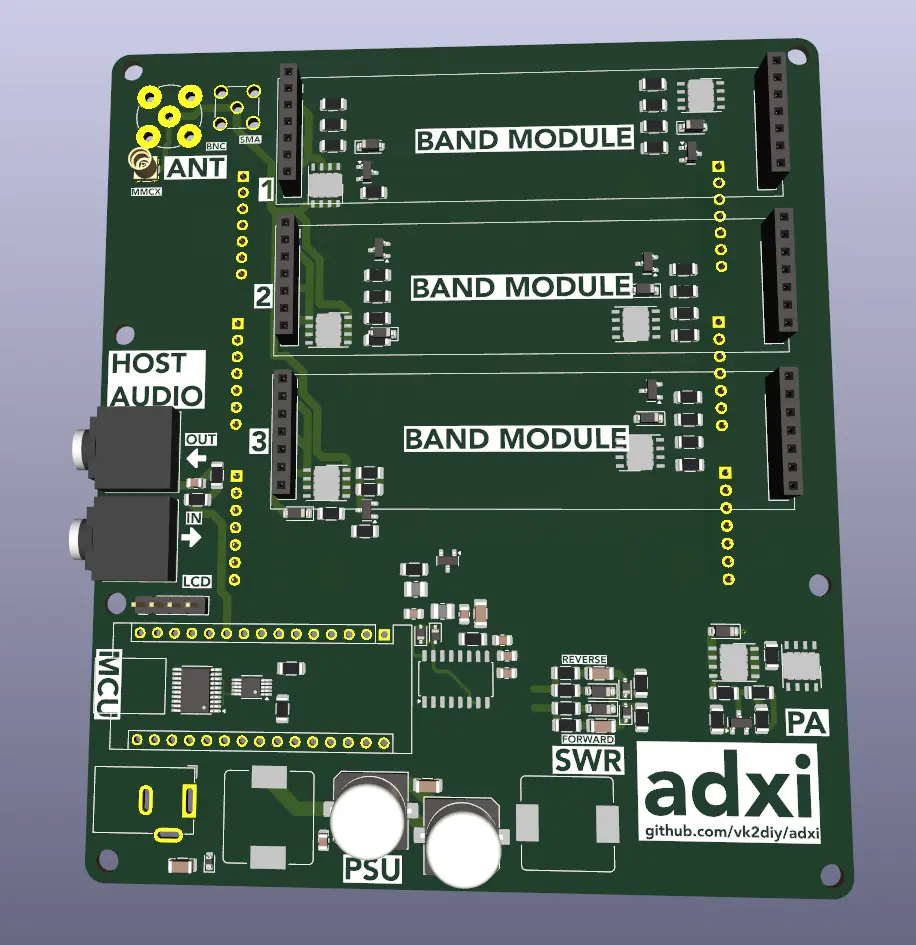 BAND MODULE
BNC
SMA
ANT
MMCX
1
BAND MODULE
2
HOST
AUDIO
OUT
BAND MODULE
3
IN
LCD
MCU
REVERSE
FORWARD
SWR
PA
adxi
github.com/vk2diy/adxi
PSU